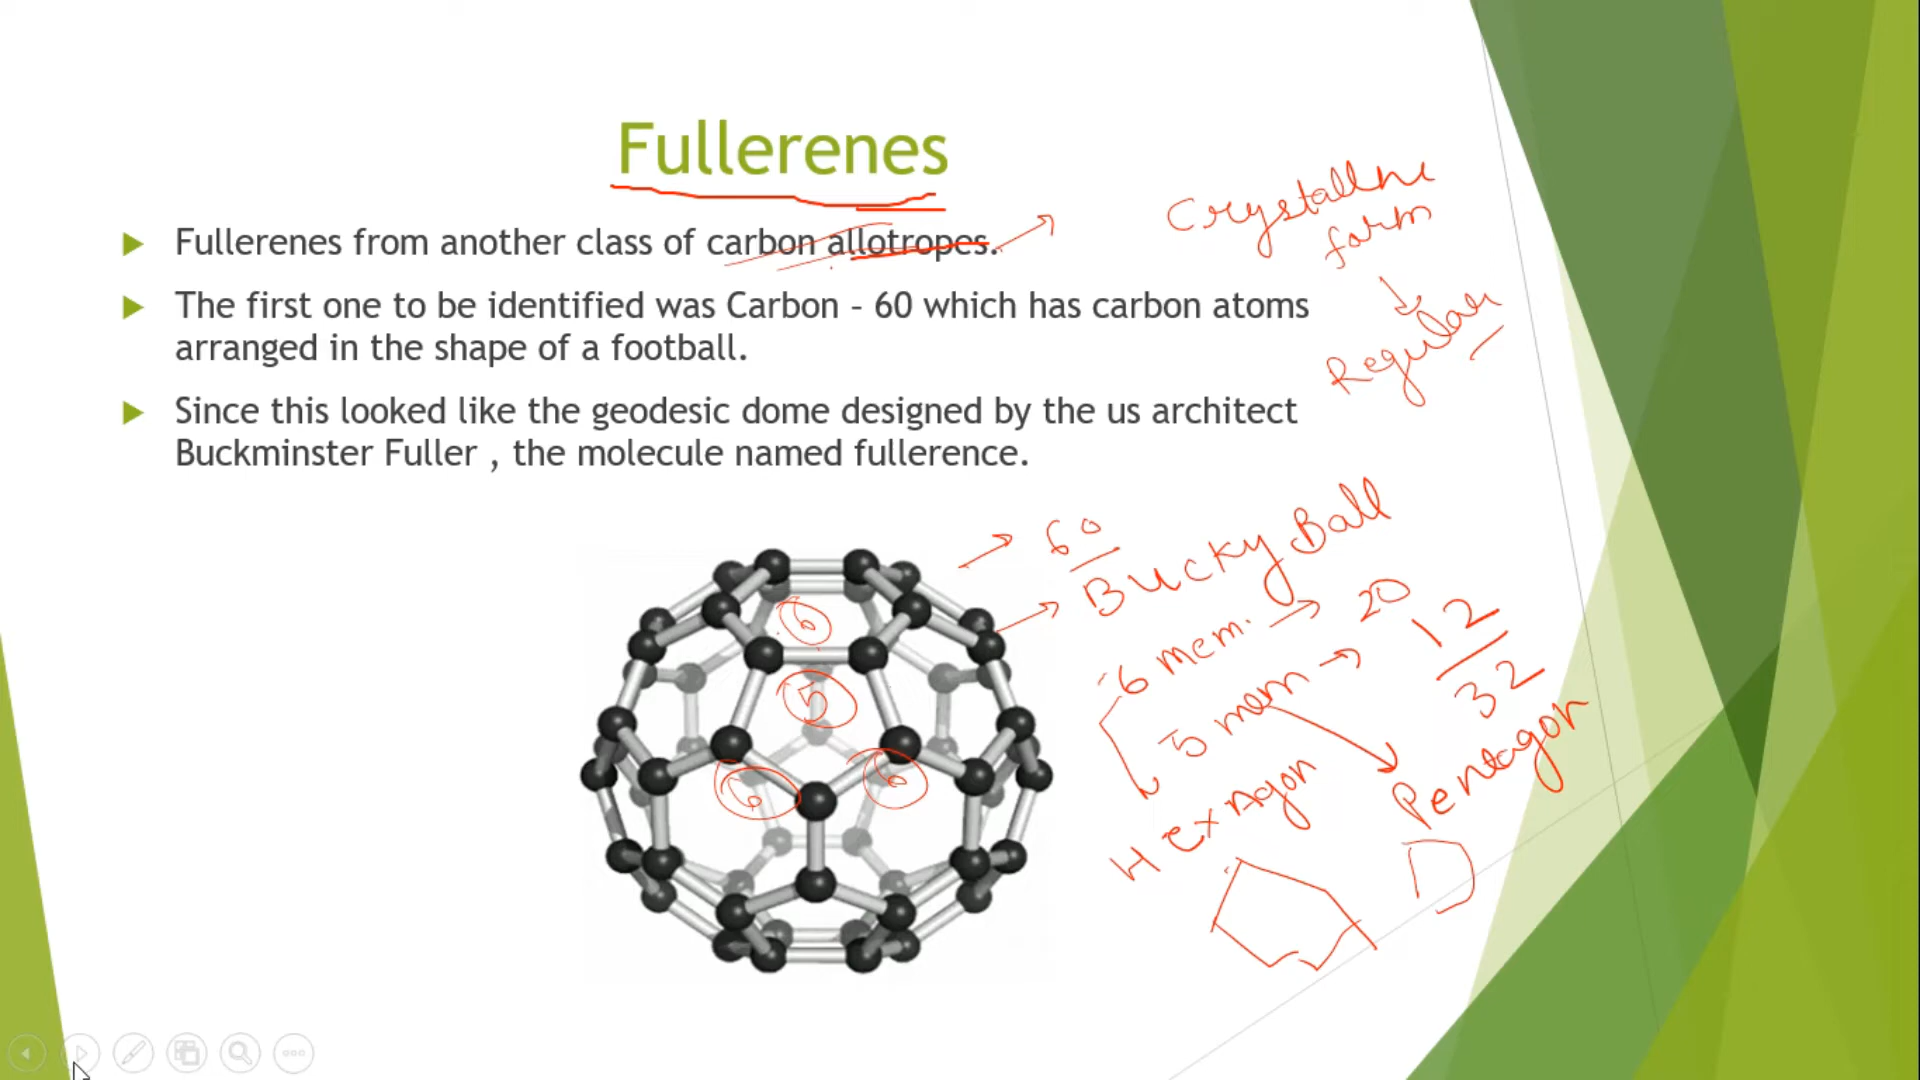 Fullerenes
Crystalline
form
Regular
Fullerenes from another class of carbon allotropes.
The first one to be identified was Carbon – 60 which has carbon atoms
arranged in the shape of a football.
Since this looked like the geodesic dome designed by the us architect
Buckminster Fuller , the molecule named fullerence.
60
Bucky Ball
6 mem. → 20
5 mem → 12
32
Hexagon
Pentagon
6
5
6
6